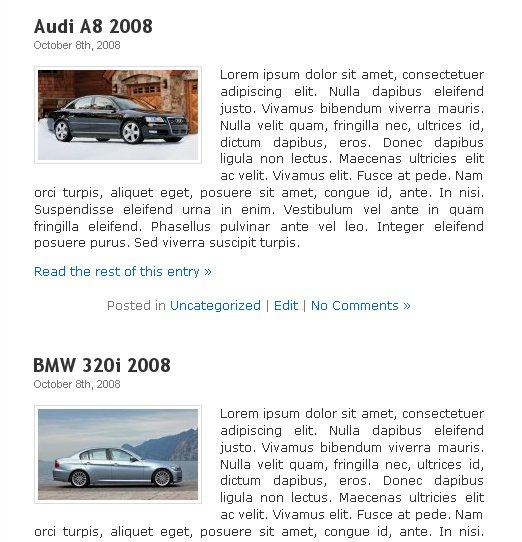 Audi A8 2008
October 8th, 2008
Lorem ipsum dolor sit amet, consectetuer
adipiscing elit. Nulla dapibus eleifend
justo. Vivamus bibendum viverra mauris.
Nulla velit quam, fringilla nec, ultrices id,
dictum dapibus, eros. Donec dapibus
ligula non lectus. Maecenas ultricies elit
ac velit. Vivamus elit. Fusce at pede. Nam
orci turpis, aliquet eget, posuere sit amet, congue id, ante. In nisi.
Suspendisse eleifend urna in enim. Vestibulum vel ante in quam
fringilla eleifend. Phasellus pulvinar ante vel leo. Integer eleifend
posuere purus. Sed viverra suscipit turpis.
Read the rest of this entry »
Posted in Uncategorized | Edit | No Comments »
BMW 320i 2008
October 8th, 2008
Lorem ipsum dolor sit amet, consectetuer
adipiscing elit. Nulla dapibus eleifend
justo. Vivamus bibendum viverra mauris.
Nulla velit quam, fringilla nec, ultrices id,
dictum dapibus, eros. Donec dapibus
ligula non lectus. Maecenas ultricies elit
ac velit. Vivamus elit. Fusce at pede. Nam
orci turpis, aliquet eget, posuere sit amet, congue id, ante. In nisi.